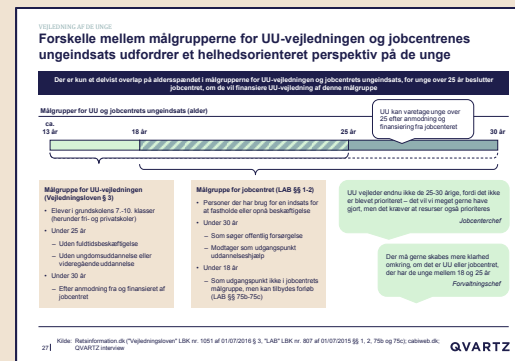 VEJLEDNING AF DE UNGE
Forskelle mellem målgrupperne for UU-vejledningen og jobcentrenes
ungeindsats udfordrer et helhedsorienteret perspektiv på de unge
Der er kun et delvist overlap på aldersspændet i målgrupperne for UU-vejledningen og jobcentrets ungeindsats, for unge over 25 år beslutter
jobcentret, om de vil finansiere UU-vejledning af denne målgruppe
Målgrupper for UU og jobcentrets ungeindsats (alder)
UU kan varetage unge over
25 efter anmodning og
finansiering fra jobcenteret
ca.
13 år
18 år
25 år
30 år
Målgruppe for UU-vejledningen
(Vejledningsloven § 3)
• Elever i grundskolens 7.-10. klasser
(herunder fri- og privatskoler)
• Under 25 år
– Uden fuldtidsbeskæftigelse
– Uden ungdomsuddannelse eller
videregående uddannelse
• Under 30 år
– Efter anmodning fra og finansieret af
jobcentret
Målgruppe for jobcentret (LAB §§ 1-2)
• Personer der har brug for en indsats for
at fastholde eller opnå beskæftigelse
• Under 30 år
– Som søger offentlig forsørgelse
– Modtager som udgangspunkt
uddannelseshjælp
• Under 18 år
– Som udgangspunkt ikke i jobcentrets
målgruppe, men kan tilbydes forløb
(LAB §§ 75b-75c)
UU vejleder endnu ikke de 25-30 årige, fordi det ikke
er blevet prioriteret – det vil vi meget gerne have
gjort, men det kræver at resurser også prioriteres
Jobcenterchef
Der må gerne skabes mere klarhed
omkring, om det er UU eller jobcentret,
der har de unge mellem 18 og 25 år
Forvaltningschef
27 Kilde: Retsinformation.dk ("Vejledningsloven" LBK nr. 1051 af 01/07/2016 § 3, "LAB" LBK nr. 807 af 01/07/2015 §§ 1, 2, 75b og 75c); cabiweb.dk;
QVARTZ interview
QVARTZ